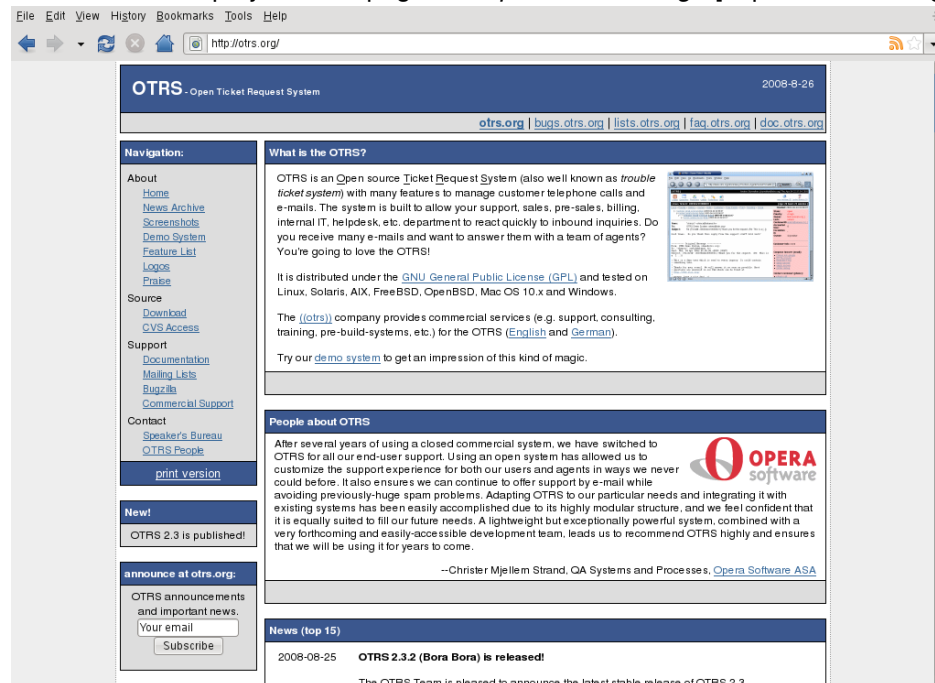 File Edit View History Bookmarks Tools Help
http://otrs.org/
OTRS - Open Ticket Request System
2008-8-26
otrs.org | bugs.otrs.org | lists.otrs.org | faq.otrs.org | doc.otrs.org
Navigation:
About
Home
News Archive
Screenshots
Demo System
Feature List
Logos
Praise
Source
Download
CVS Access
Support
Documentation
Mailing Lists
Bugzilla
Commercial Support
Contact
Speaker's Bureau
OTRS People
print version
New!
OTRS 2.3 is published!
announce at otrs.org:
OTRS announcements
and important news.
Your email
Subscribe
What is the OTRS?
OTRS is an Open source Ticket Request System (also well known as trouble
ticket system) with many features to manage customer telephone calls and
e-mails. The system is built to allow your support, sales, pre-sales, billing,
internal IT, helpdesk, etc. department to react quickly to inbound inquiries. Do
you receive many e-mails and want to answer them with a team of agents?
You're going to love the OTRS!
It is distributed under the GNU General Public License (GPL) and tested on
Linux, Solaris, AIX, FreeBSD, OpenBSD, Mac OS 10.x and Windows.
The ((otrs)) company provides commercial services (e.g. support, consulting,
training, pre-build-systems, etc.) for the OTRS (English and German).
Try our demo system to get an impression of this kind of magic.
People about OTRS
After several years of using a closed commercial system, we have switched to
OTRS for all our end-user support. Using an open system has allowed us to
customize the support experience for both our users and agents in ways we never
could before. It also ensures we can continue to offer support by e-mail while
avoiding previously-huge spam problems. Adapting OTRS to our particular needs and integrating it with
existing systems has been easily accomplished due to its highly modular structure, and we feel confident that
it is equally suited to fill our future needs. A lightweight but exceptionally powerful system, combined with a
very forthcoming and easily-accessible development team, leads us to recommend OTRS highly and ensures
that we will be using it for years to come.
OPERA
software
--Christer Mjellem Strand, QA Systems and Processes, Opera Software ASA
News (top 15)
2008-08-25 OTRS 2.3.2 (Bora Bora) is released!
The OTRS Team is pleased to announce the latest stable release of OTRS 2.3